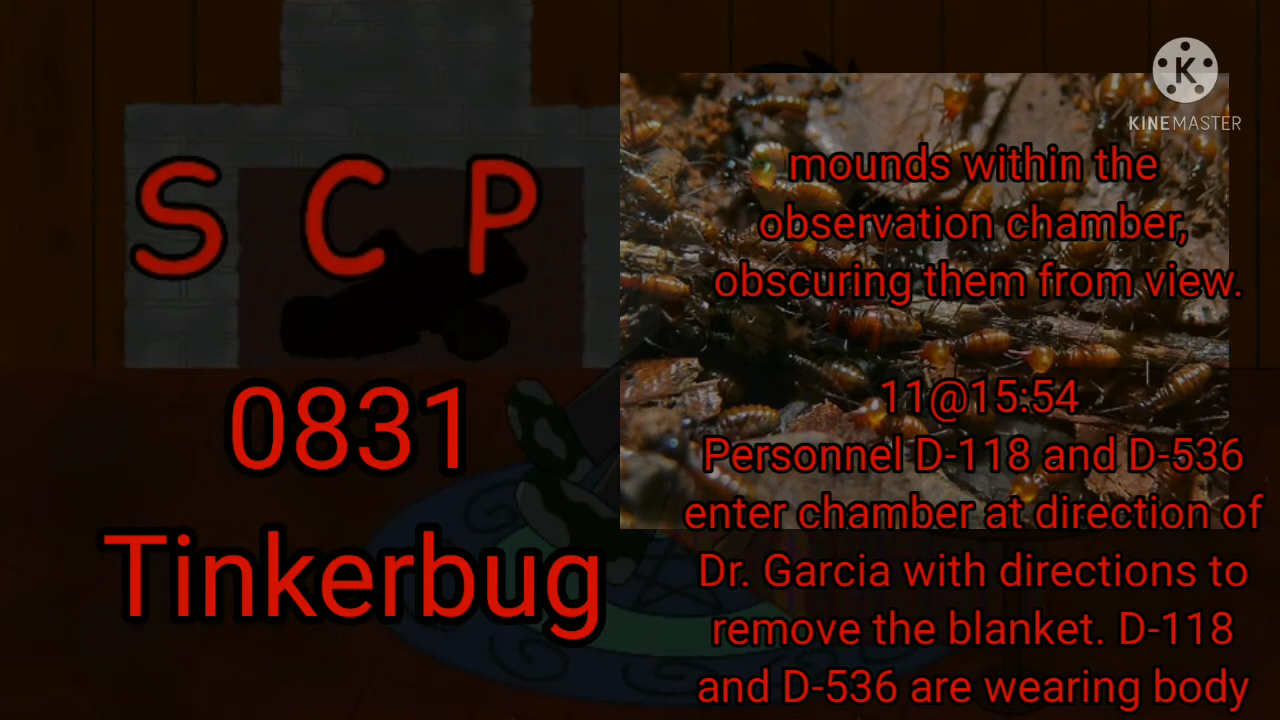 S C P
0831
Tinkerbug
KINEMASTER
mounds within the
observation chamber,
obscuring them from view.
11@15:54
Personnel D-118 and D-536
enter chamber at direction of
Dr. Garcia with directions to
remove the blanket. D-118
and D-536 are wearing body